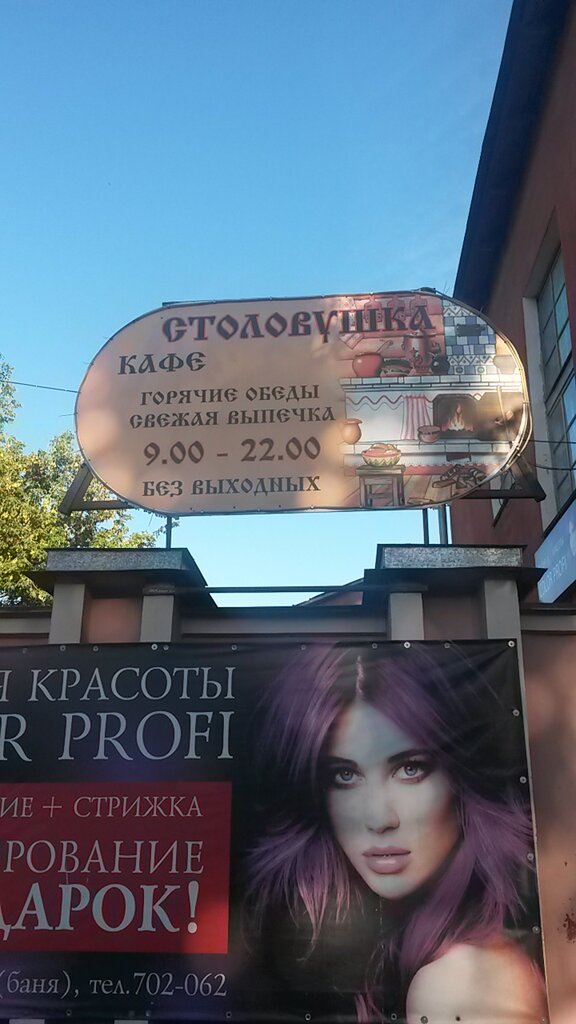 СТОЛОВУШКА
КАФЕ
ГОРЯЧИЕ ОБЕДЫ
СВЕЖАЯ ВЫПЕЧКА
9.00 - 22.00
БЕЗ ВЫХОДНЫХ
Я КРАСОТЫ
R PROFI
ИЕ + СТРИЖКА
РОВАНИЕ
ДАРОК!
(баня), тел.702-062